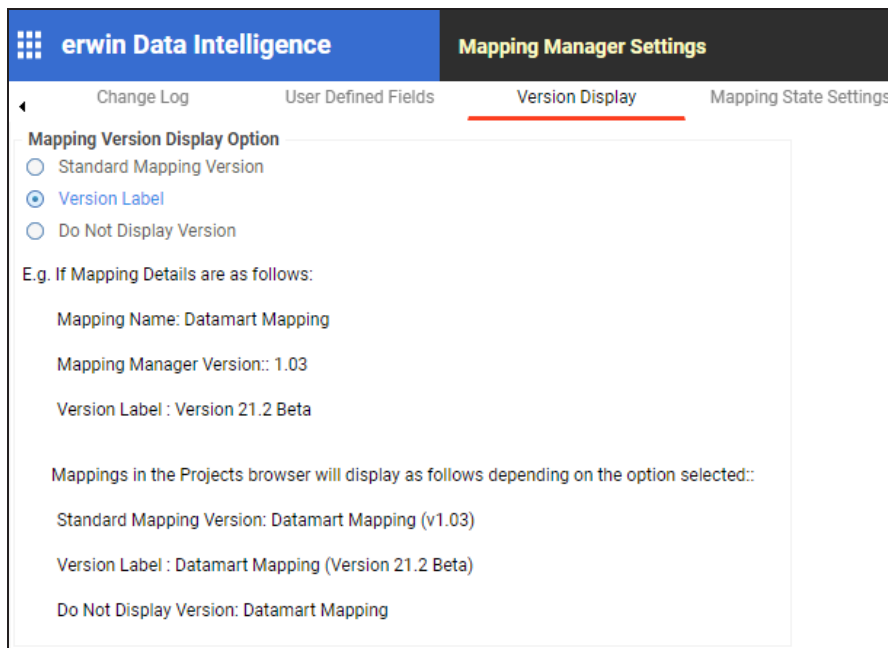 erwin Data Intelligence
Mapping Manager Settings
Change Log
User Defined Fields
Version Display
Mapping State Settings
Mapping Version Display Option
Standard Mapping Version
Version Label
Do Not Display Version
E.g. If Mapping Details are as follows:
Mapping Name: Datamart Mapping
Mapping Manager Version:: 1.03
Version Label : Version 21.2 Beta
Mappings in the Projects browser will display as follows depending on the option selected::
Standard Mapping Version: Datamart Mapping (v1.03)
Version Label : Datamart Mapping (Version 21.2 Beta)
Do Not Display Version: Datamart Mapping